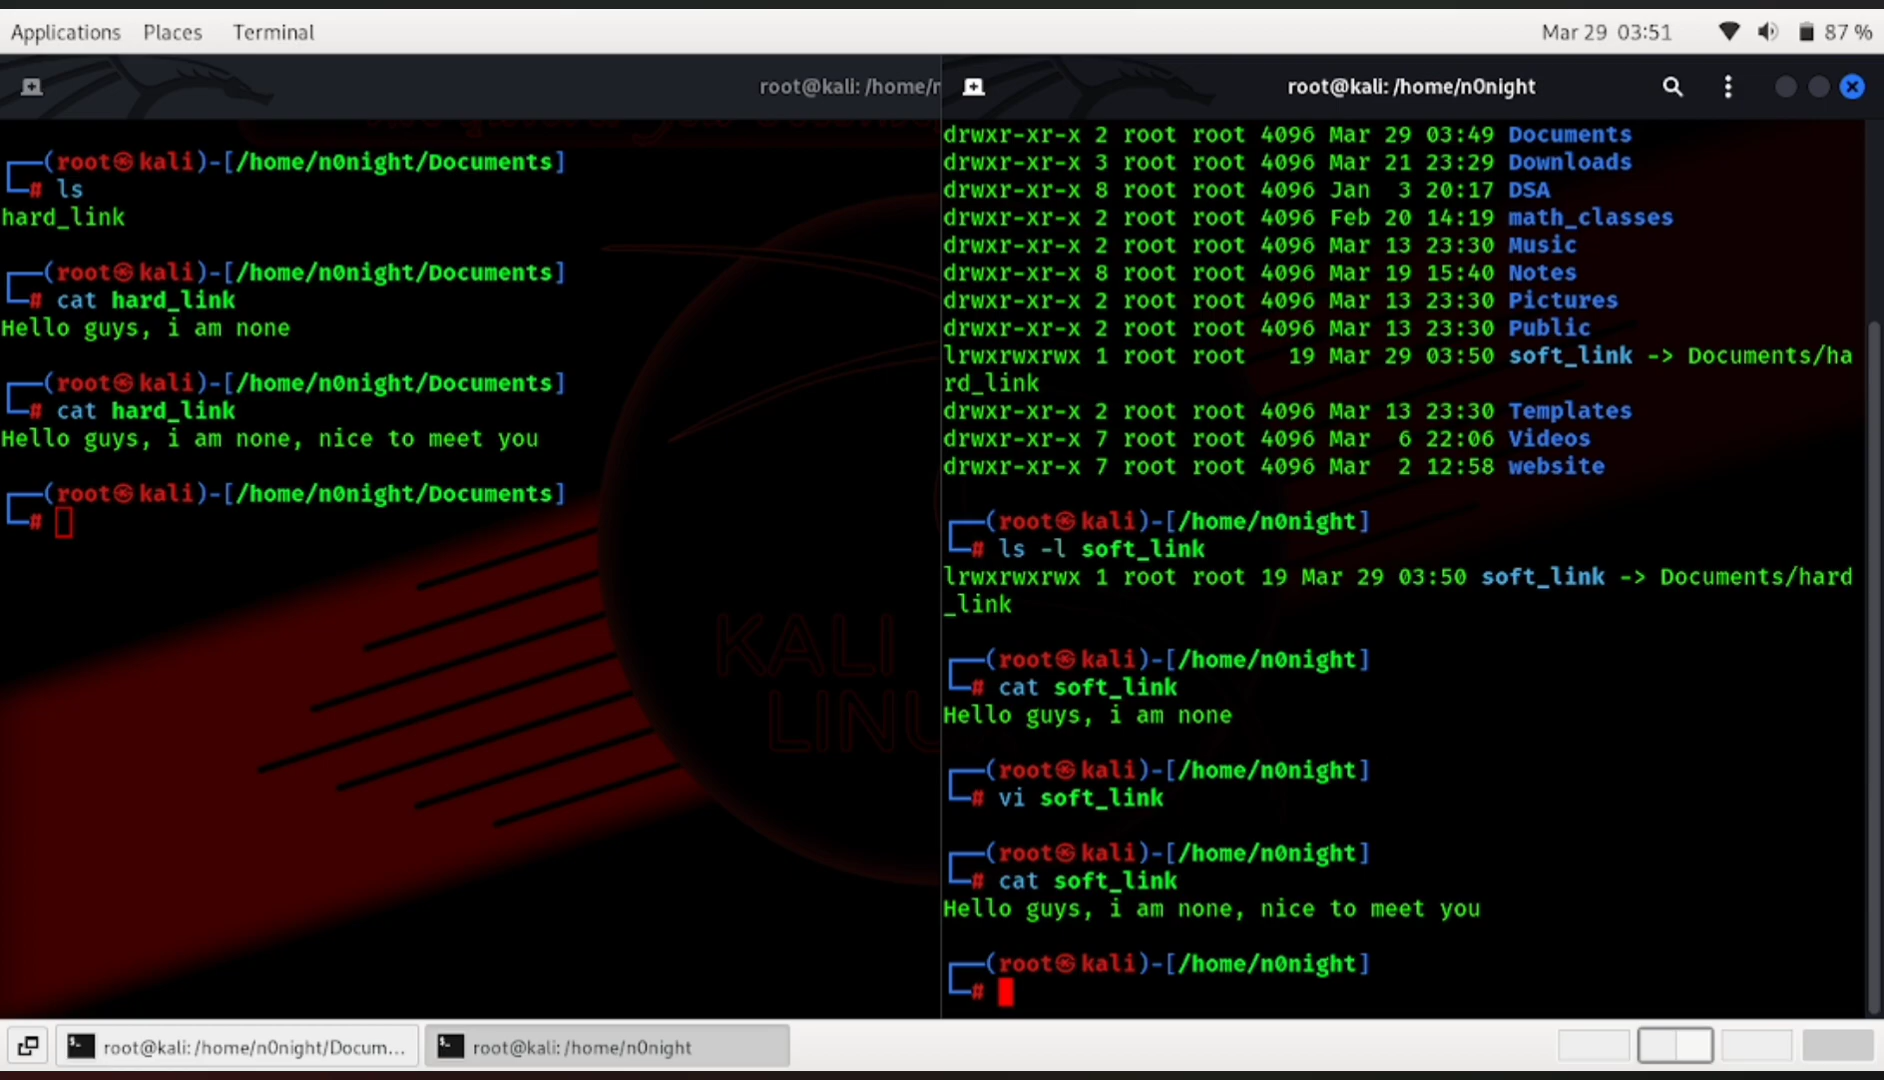 Applications Places Terminal
Mar 29 03:51
87 %
root@kali: /home/r
root@kali: /home/n0night
┌──(root㉿kali)-[/home/n0night/Documents]
└─# ls
hard_link
┌──(root㉿kali)-[/home/n0night/Documents]
└─# cat hard_link
Hello guys, i am none
┌──(root㉿kali)-[/home/n0night/Documents]
└─# cat hard_link
Hello guys, i am none, nice to meet you
┌──(root㉿kali)-[/home/n0night/Documents]
└─#
KALI
LINU
drwxr-xr-x 2 root root 4096 Mar 29 03:49 Documents
drwxr-xr-x 3 root root 4096 Mar 21 23:29 Downloads
drwxr-xr-x 8 root root 4096 Jan  3 20:17 DSA
drwxr-xr-x 2 root root 4096 Feb 20 14:19 math_classes
drwxr-xr-x 2 root root 4096 Mar 13 23:30 Music
drwxr-xr-x 8 root root 4096 Mar 19 15:40 Notes
drwxr-xr-x 2 root root 4096 Mar 13 23:30 Pictures
drwxr-xr-x 2 root root 4096 Mar 13 23:30 Public
lrwxrwxrwx 1 root root   19 Mar 29 03:50 soft_link -> Documents/ha
rd_link
drwxr-xr-x 2 root root 4096 Mar 13 23:30 Templates
drwxr-xr-x 7 root root 4096 Mar  6 22:06 Videos
drwxr-xr-x 7 root root 4096 Mar  2 12:58 website
┌──(root㉿kali)-[/home/n0night]
└─# ls -l soft_link
lrwxrwxrwx 1 root root 19 Mar 29 03:50 soft_link -> Documents/hard
_link
┌──(root㉿kali)-[/home/n0night]
└─# cat soft_link
Hello guys, i am none
┌──(root㉿kali)-[/home/n0night]
└─# vi soft_link
┌──(root㉿kali)-[/home/n0night]
└─# cat soft_link
Hello guys, i am none, nice to meet you
┌──(root㉿kali)-[/home/n0night]
└─#
root@kali: /home/n0night/Docum...
root@kali: /home/n0night